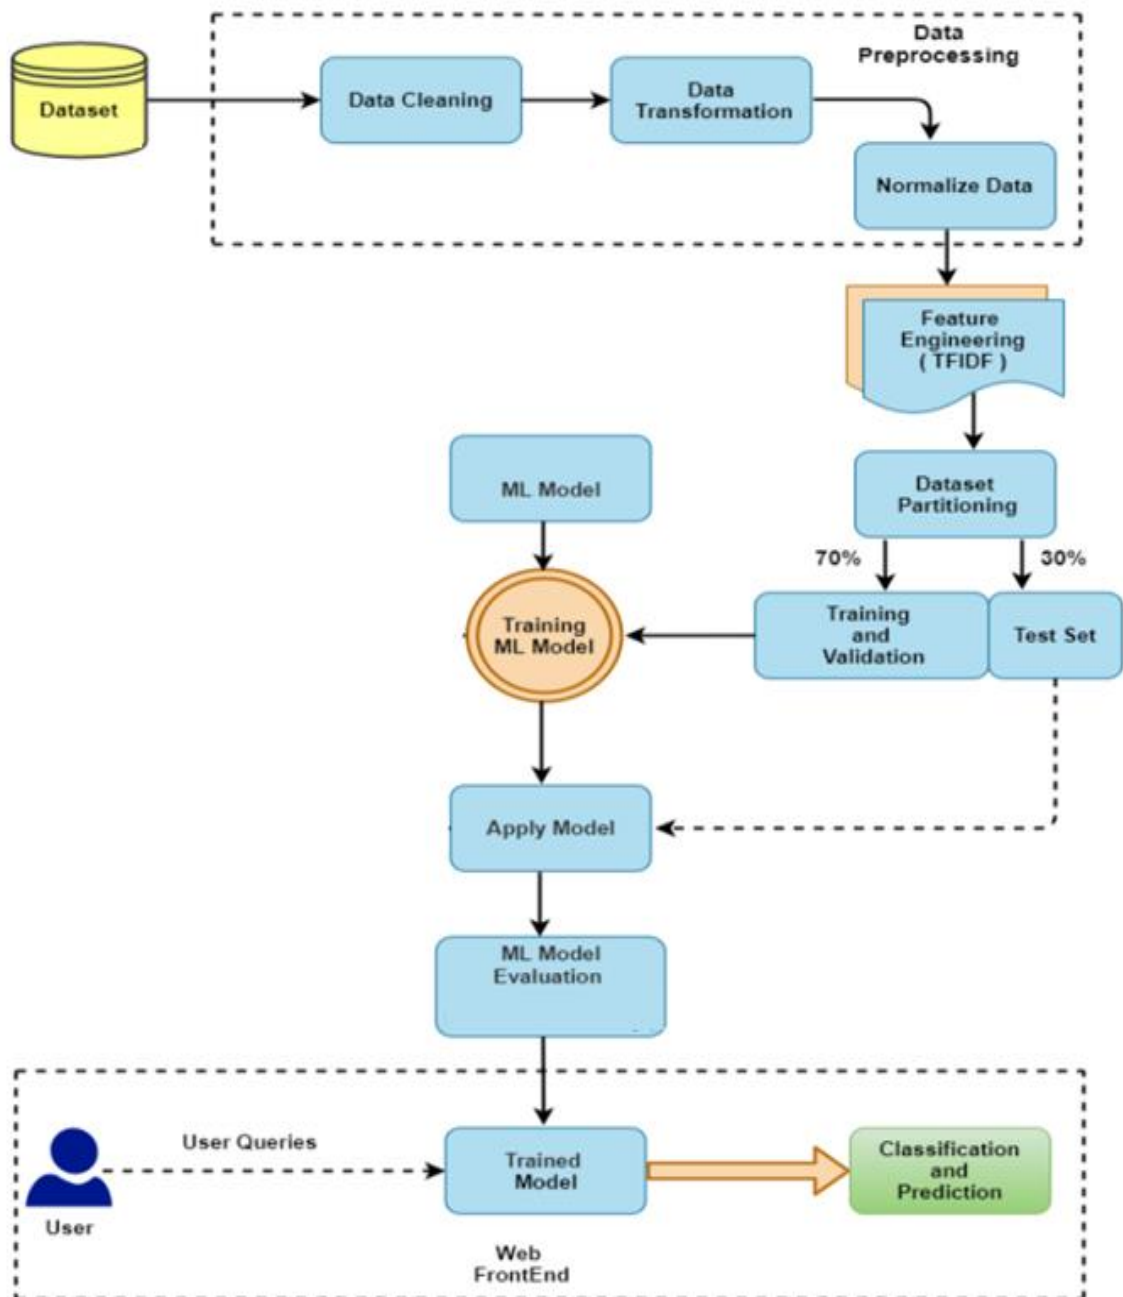 Data
Preprocessing
Dataset
Data Cleaning
Data
Transformation
Normalize Data
Feature
Engineering
( TFIDF )
ML Model
Dataset
Partitioning
70%
30%
Training
ML Model
Training
and
Validation
Test Set
Apply Model
ML Model
Evaluation
User Queries
User
Trained
Model
Classification
and
Prediction
Web
FrontEnd